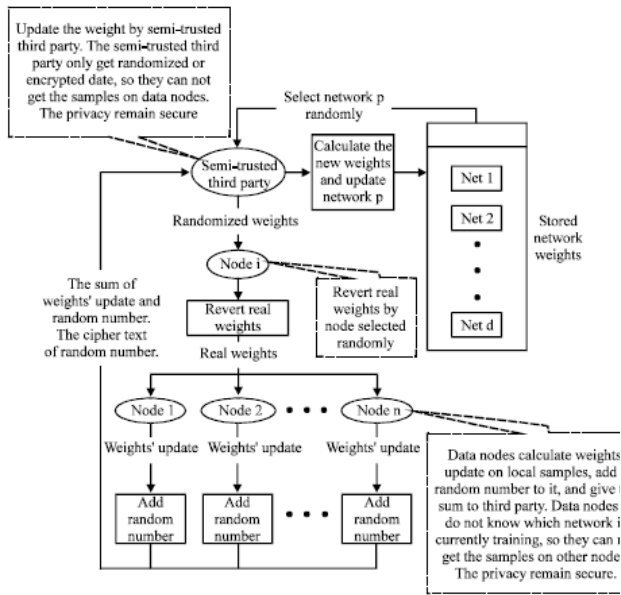 Update the weight by semi-trusted
third party. The semi-trusted third
party only get randomized or
encrypted date, so they can not
get the samples on data nodes.
The privacy remain secure
Select network p
randomly
Semi-trusted
third party
Calculate the
new weights
and update
network p
Net 1
Net 2
Net d
Stored
network
weights
Randomized weights
Node i
Revert real
weights
Revert real
weights by
node selected
randomly
The sum of
weights' update and
random number.
The cipher text
of random number.
Real weights
Node 1
Node 2
Node n
Weights' update
Weights' update
Weights' update
Add
random
number
Add
random
number
Add
random
number
Data nodes calculate weights
update on local samples, add
random number to it, and give
sum to third party. Data nodes
do not know which network
currently training, so they can
get the samples on other
The privacy remain secure.